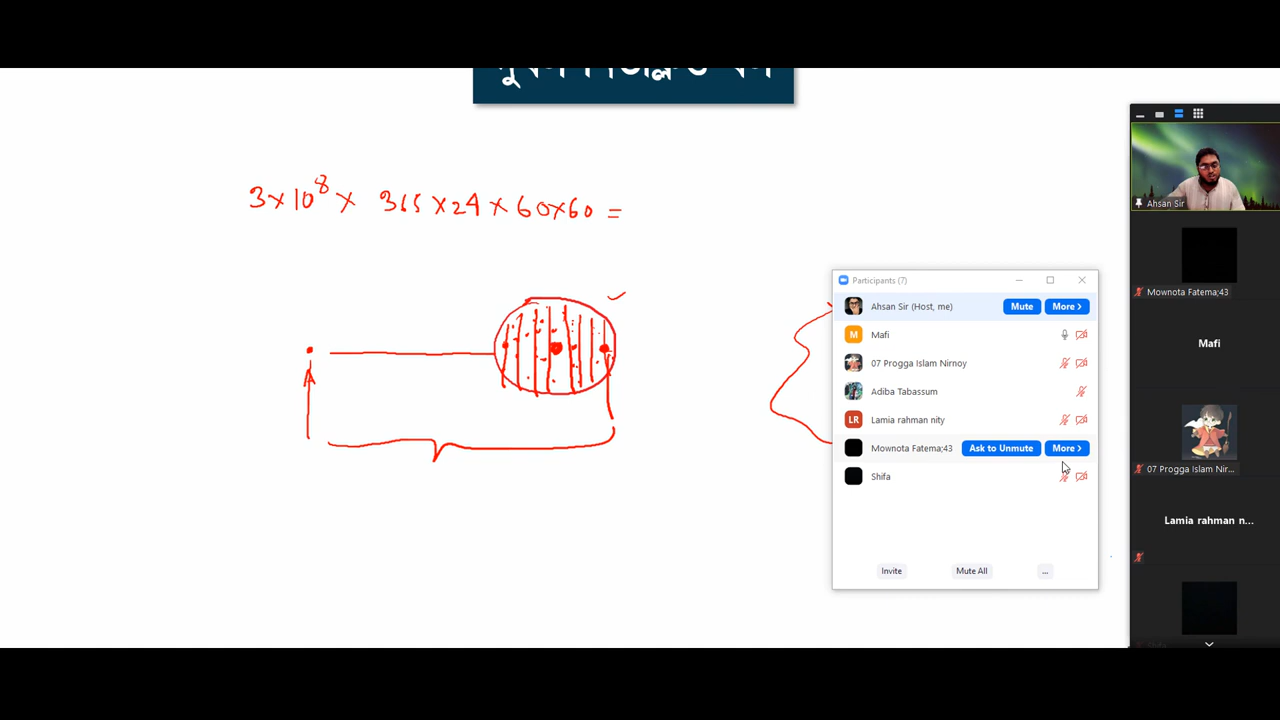 3×10⁸× 365×24×60×60 =
A
Participants (7)
Ahsan Sir (Host, me) Mute More >
M Mafi
07 Progga Islam Nirnoy
Adiba Tabassum
LR Lamia rahman nity
Mownota Fatema;43 Ask to Unmute More >
Shifa
Invite Mute All ...
Ahsan Sir
Mownota Fatema;43
Mafi
07 Progga Islam Nir...
Lamia rahman n...